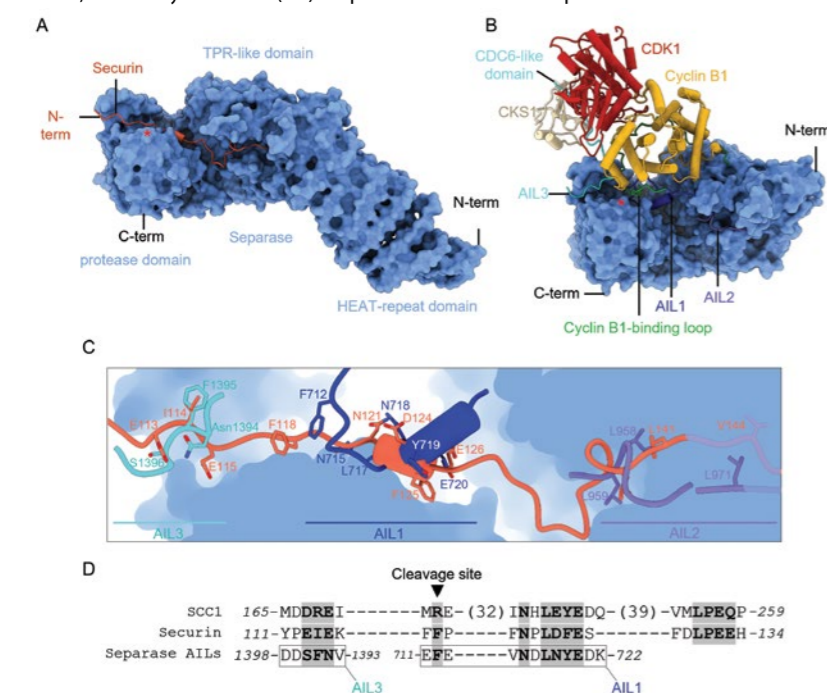 A
TPR-like domain
Securin
N-term
C-term
protease domain
Separase
N-term
HEAT-repeat domain
B
CDK1
CDC6-like domain
Cyclin B1
CKS1
N-term
AIL3
C-term
AIL1
AIL2
Cyclin B1-binding loop
C
F1395
I114
E113
Asn1394
S1396
E115
F118
F712
N718
N121
D124
Y719
N715
L717
E126
E720
F125
L958
L141
V144
L959
L971
AIL3
AIL1
AIL2
D
Cleavage site
SCC1 165-MDDREI-------MRE-(32)INHLEYEDQ-(39)-VMLPEQP-259
Securin 111-YPEIEK-------FFP-----FNPLDFES------FDLPEEH-134
Separase AILs 1398-DDSFNV-1393 711-EFE-----VNDLNYEDK-722
AIL3
AIL1